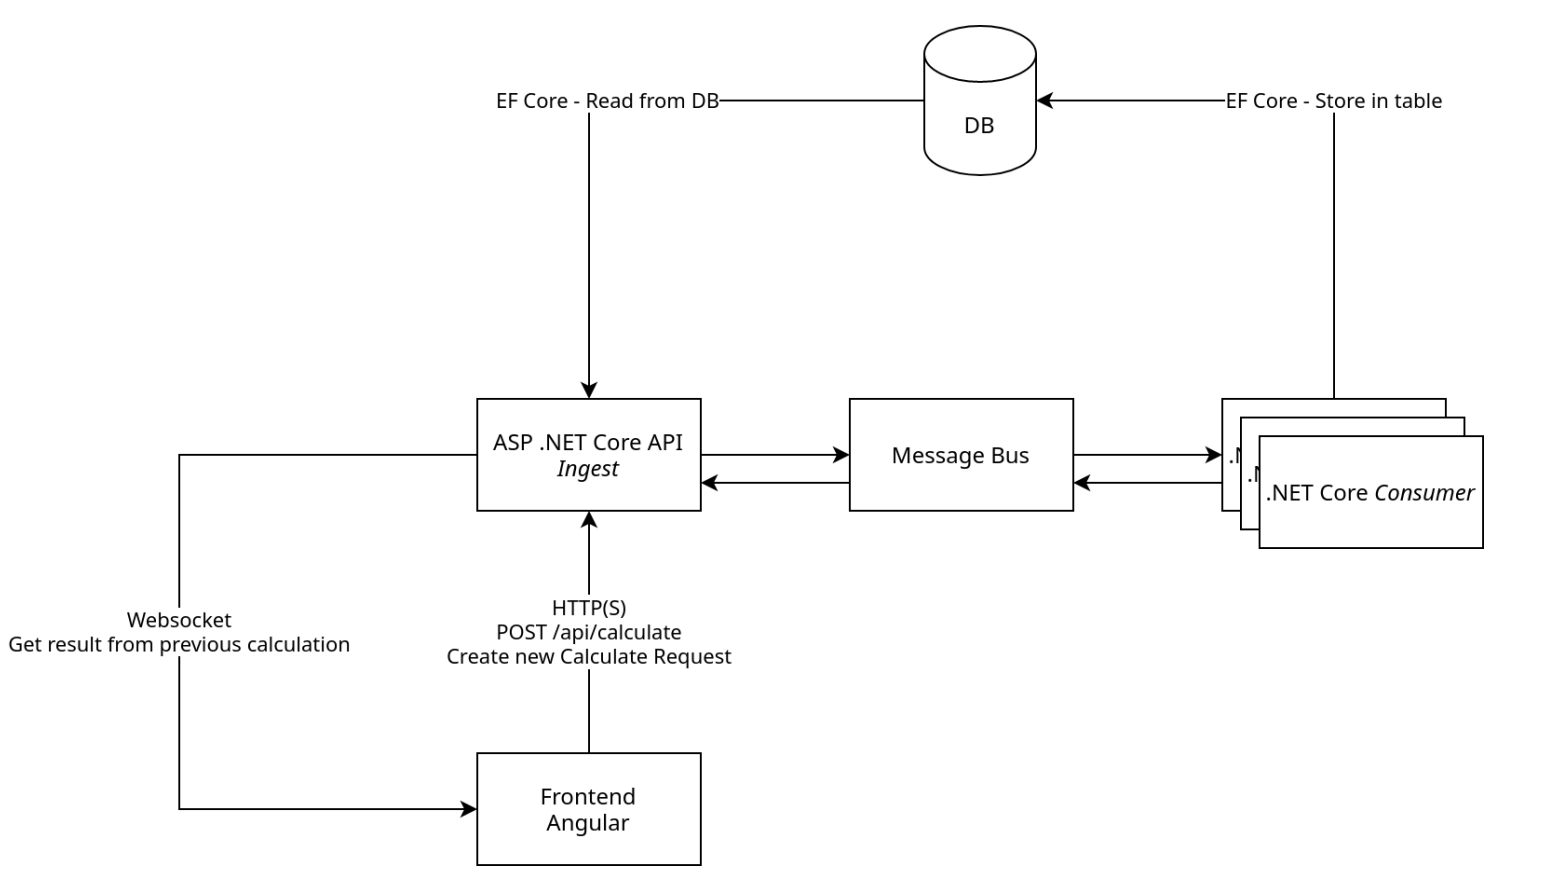 EF Core - Read from DB
EF Core - Store in table
DB
ASP .NET Core API
Ingest
Message Bus
.NET Core Consumer
HTTP(S)
POST /api/calculate
Create new Calculate Request
Websocket
Get result from previous calculation
Frontend
Angular